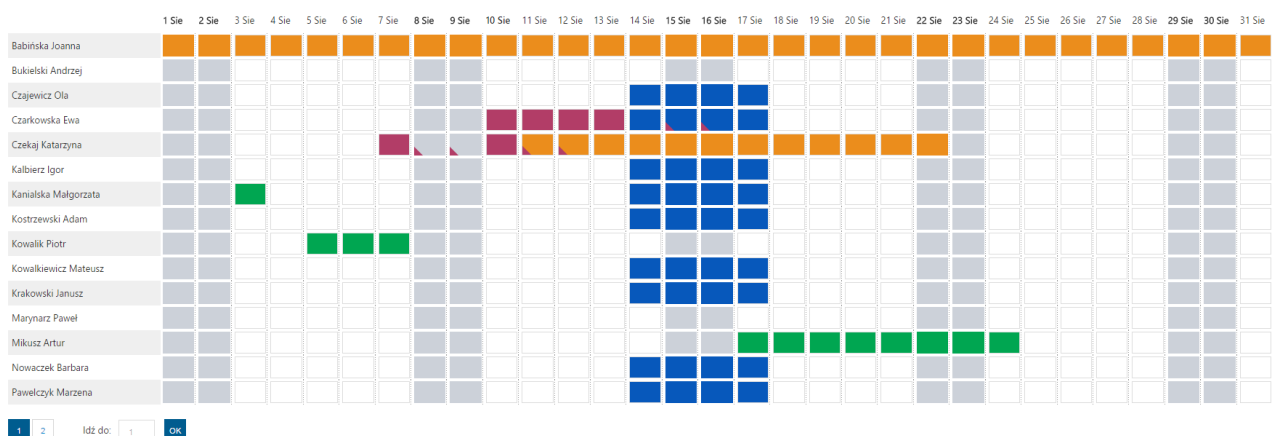 1 Sie 2 Sie 3 Sie 4 Sie 5 Sie 6 Sie 7 Sie 8 Sie 9 Sie 10 Sie 11 Sie 12 Sie 13 Sie 14 Sie 15 Sie 16 Sie 17 Sie 18 Sie 19 Sie 20 Sie 21 Sie 22 Sie 23 Sie 24 Sie 25 Sie 26 Sie 27 Sie 28 Sie 29 Sie 30 Sie 31 Sie
Babińska Joanna
Bukielski Andrzej
Czajewicz Ola
Czarkowska Ewa
Czekaj Katarzyna
Kalbierz Igor
Kanialska Małgorzata
Kostrzewski Adam
Kowalik Piotr
Kowalkiewicz Mateusz
Krakowski Janusz
Marynarz Paweł
Mikusz Artur
Nowaczek Barbara
Pawelczyk Marzena
1 2 Idź do: 1 OK